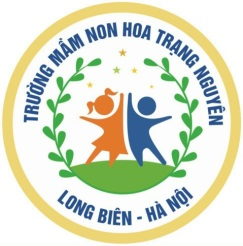 TRƯỜNG MẦM NON HOA TRẠNG NGUYÊN
LONG BIÊN - HÀ NỘI